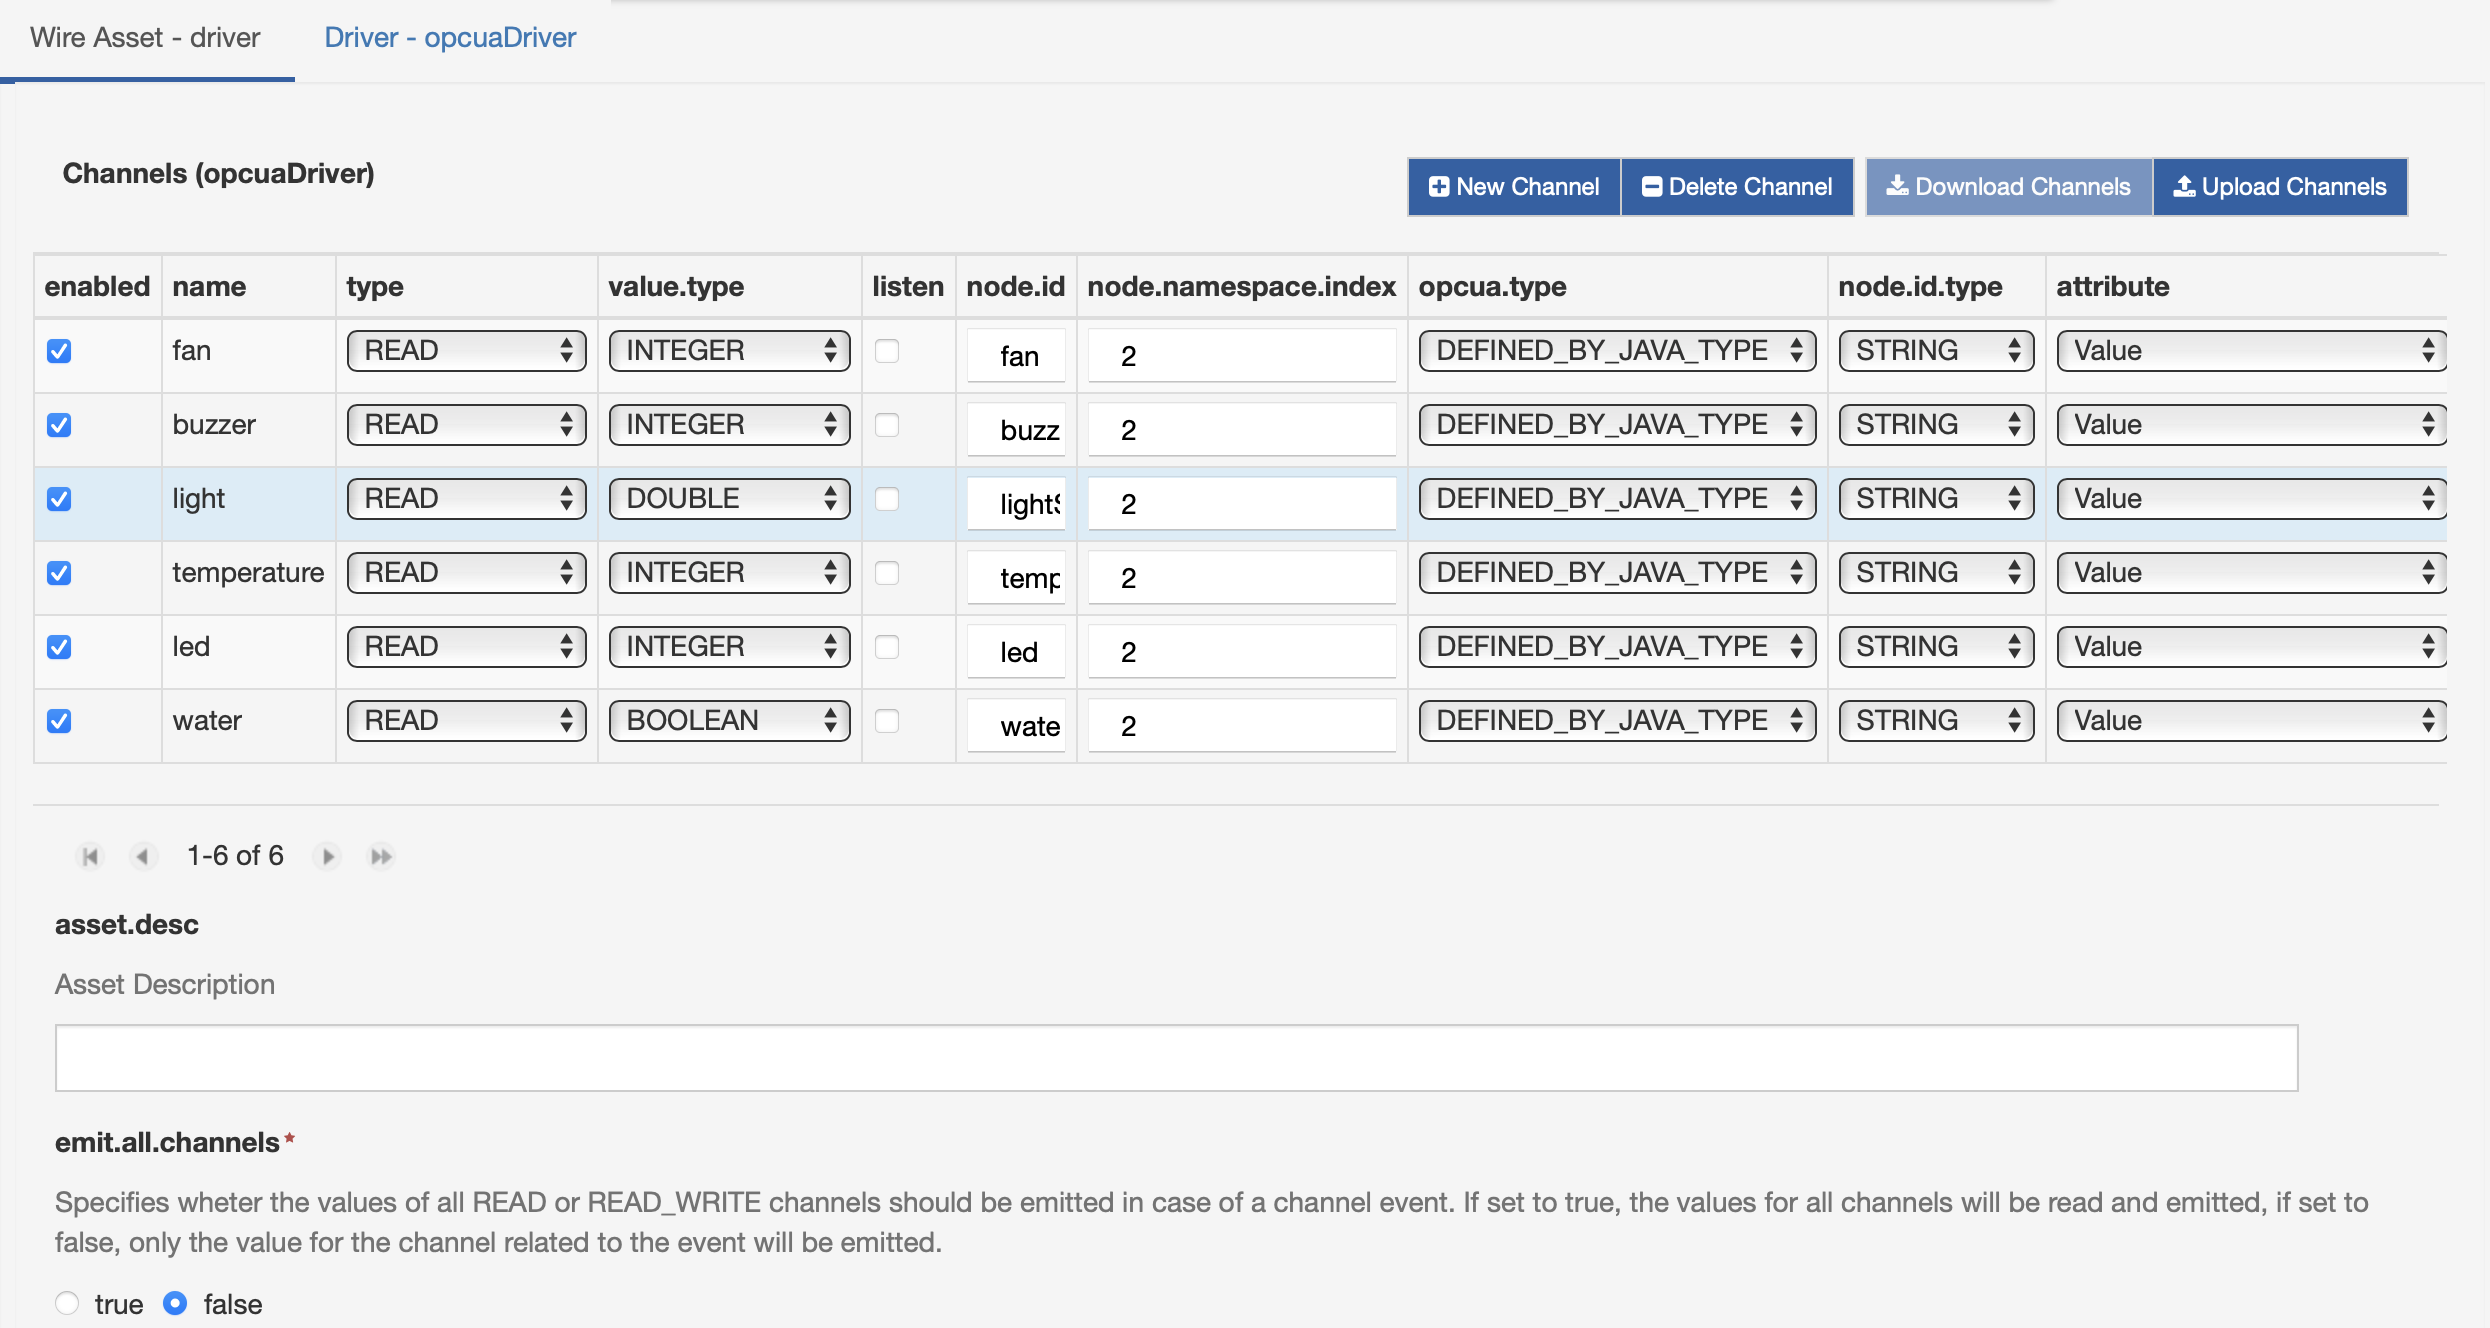 Wire Asset - driver Driver - opcuaDriver
Channels (opcuaDriver) New Channel Delete Channel Download Channels Upload Channels
enabled name type value.type listen node.id node.namespace.index opcua.type node.id.type attribute
fan READ INTEGER fan 2 DEFINED_BY_JAVA_TYPE STRING Value
buzzer READ INTEGER buzz 2 DEFINED_BY_JAVA_TYPE STRING Value
light READ DOUBLE lightS 2 DEFINED_BY_JAVA_TYPE STRING Value
temperature READ INTEGER temp 2 DEFINED_BY_JAVA_TYPE STRING Value
led READ INTEGER led 2 DEFINED_BY_JAVA_TYPE STRING Value
water READ BOOLEAN wate 2 DEFINED_BY_JAVA_TYPE STRING Value
1-6 of 6
asset.desc
Asset Description
emit.all.channels*
Specifies wheter the values of all READ or READ_WRITE channels should be emitted in case of a channel event. If set to true, the values for all channels will be read and emitted, if set to
false, only the value for the channel related to the event will be emitted.
true false